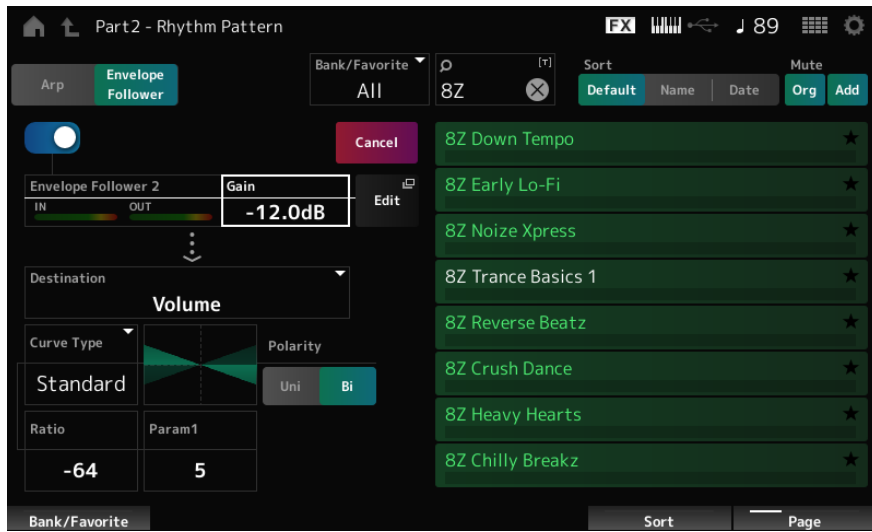 Part2 - Rhythm Pattern
FX
♩ 89
Arp
Envelope
Follower
Bank/Favorite
All
[T]
8Z
Sort
Default
Name
Date
Mute
Org
Add
Cancel
Envelope Follower 2
IN
OUT
Gain
-12.0dB
Edit
Destination
Volume
Curve Type
Standard
Polarity
Uni
Bi
Ratio
-64
Param1
5
8Z Down Tempo
8Z Early Lo-Fi
8Z Noize Xpress
8Z Trance Basics 1
8Z Reverse Beatz
8Z Crush Dance
8Z Heavy Hearts
8Z Chilly Breakz
Bank/Favorite
Sort
Page